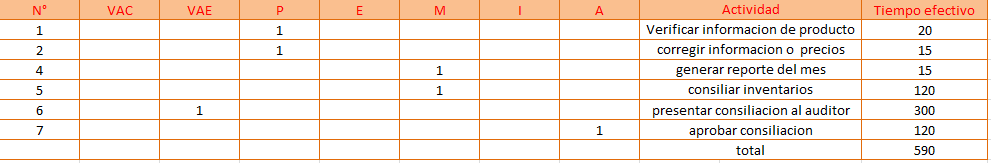 N° VAC VAE P E M I A Actividad Tiempo efectivo
1 1 Verificar informacion de producto 20
2 1 corregir informacion o precios 15
4 1 generar reporte del mes 15
5 1 consiliar inventarios 120
6 1 presentar consiliacion al auditor 300
7 1 aprobar consiliacion 120
total 590